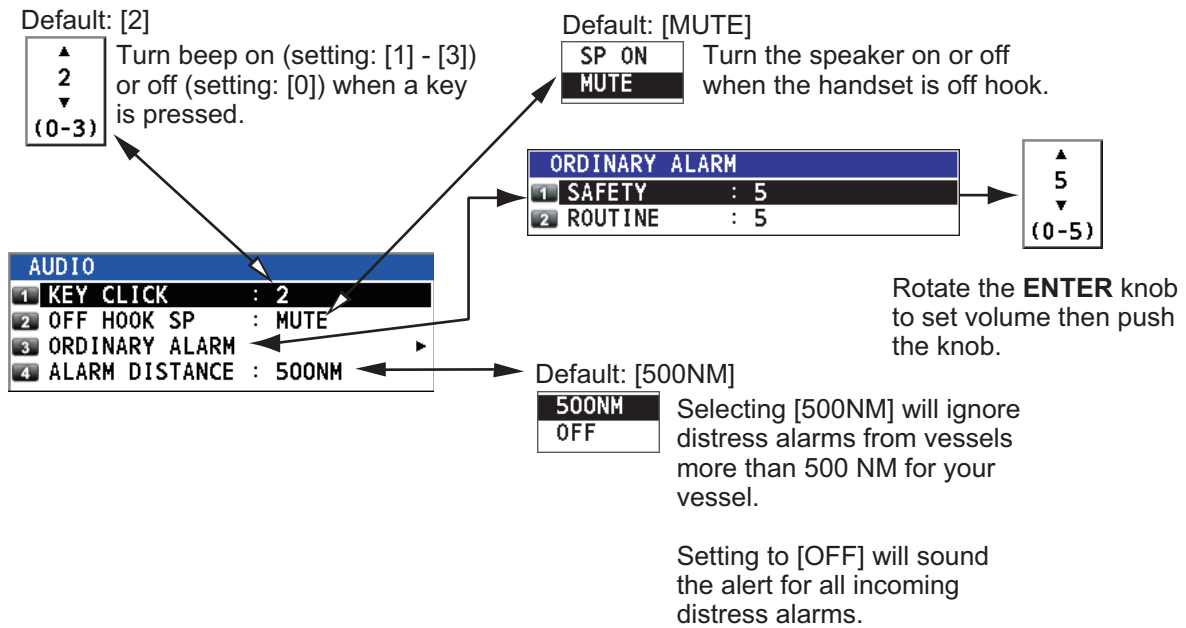 Default: [2]
▲
2
▼
(0-3)
Turn beep on (setting: [1] - [3])
or off (setting: [0]) when a key
is pressed.
Default: [MUTE]
SP ON
MUTE
Turn the speaker on or off
when the handset is off hook.
ORDINARY ALARM
1 SAFETY : 5
2 ROUTINE : 5
▲
5
▼
(0-5)
Rotate the ENTER knob
to set volume then push
the knob.
AUDIO
1 KEY CLICK : 2
2 OFF HOOK SP : MUTE
3 ORDINARY ALARM ▶
4 ALARM DISTANCE : 500NM
Default: [500NM]
500NM
OFF
Selecting [500NM] will ignore
distress alarms from vessels
more than 500 NM for your
vessel.
Setting to [OFF] will sound
the alert for all incoming
distress alarms.